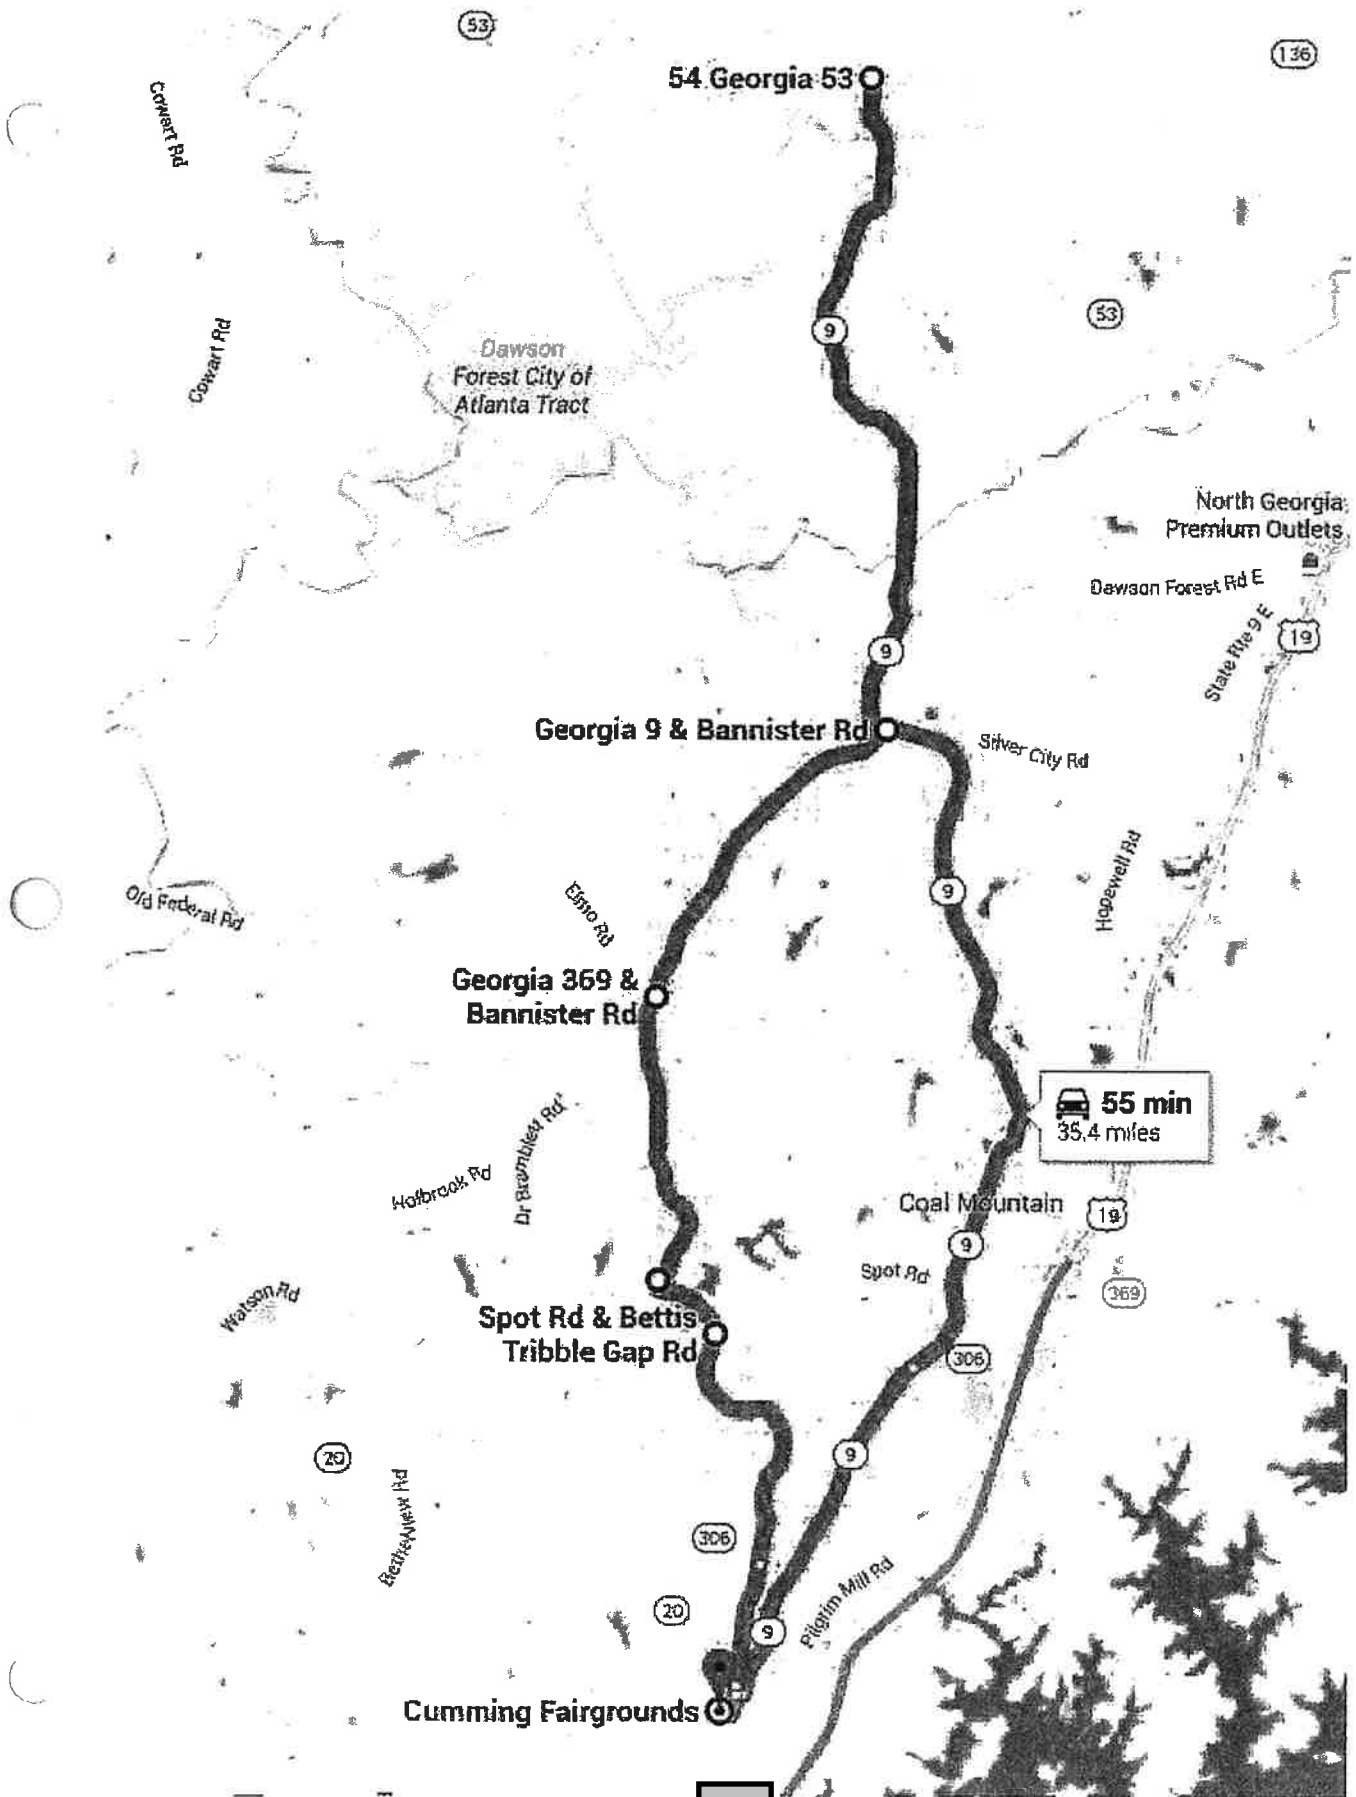 53
54 Georgia 53
136
Cowart Rd
53
9
Cowart Rd
Dawson
Forest City of
Atlanta Tract
North Georgia
Premium Outlets
Dawson Forest Rd E
State Rte 9 E
19
9
Georgia 9 & Bannister Rd
Silver City Rd
Hopewell Rd
9
Old Federal Rd
Elmo Rd
Georgia 369 &
Bannister Rd
55 min
35.4 miles
Dr Bramblett Rd
Holbrook Rd
Coal Mountain
19
9
Spot Rd
369
Watson Rd
Spot Rd & Bettis
Tribble Gap Rd
306
9
20
Bethelview Rd
306
Pilgrim Mill Rd
20
9
Cumming Fairgrounds